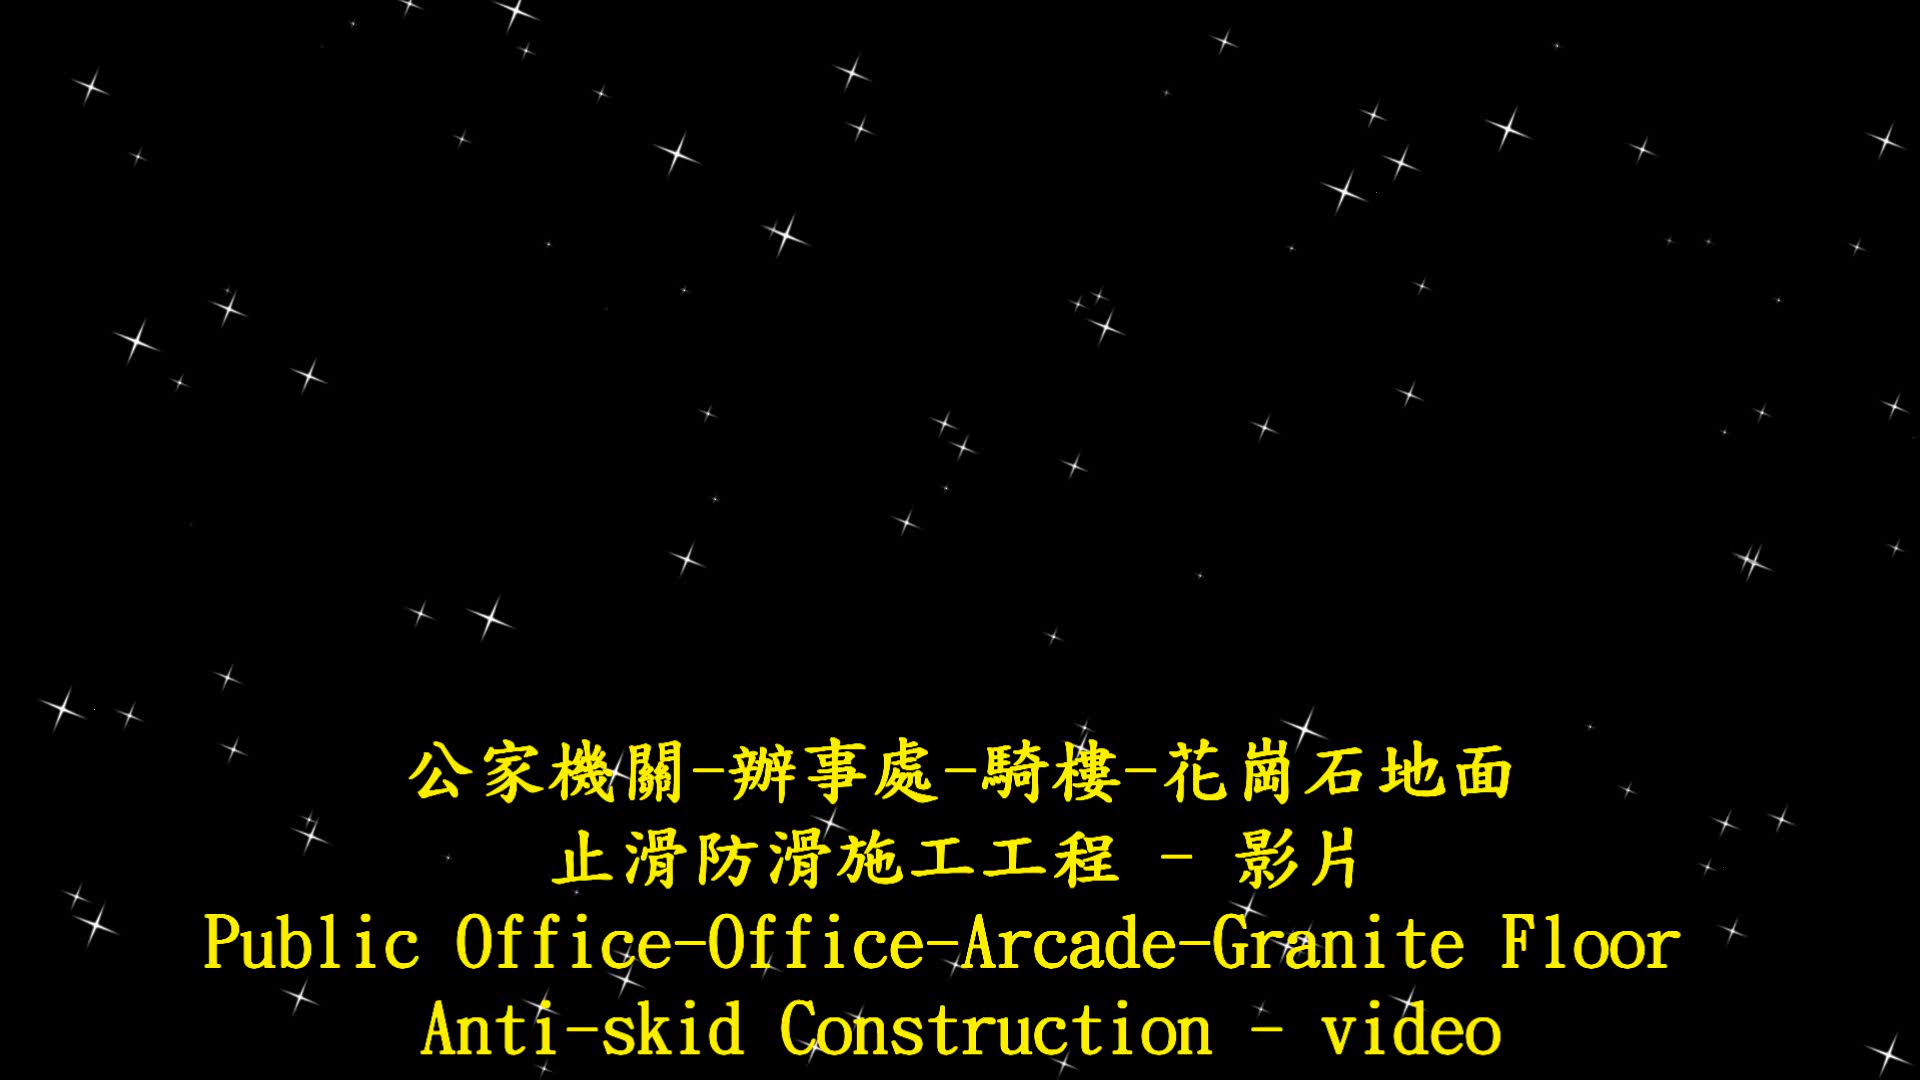 公家機關-辦事處-騎樓-花崗石地面
止滑防滑施工工程 - 影片
Public Office-Office-Arcade-Granite Floor
Anti-skid Construction - video